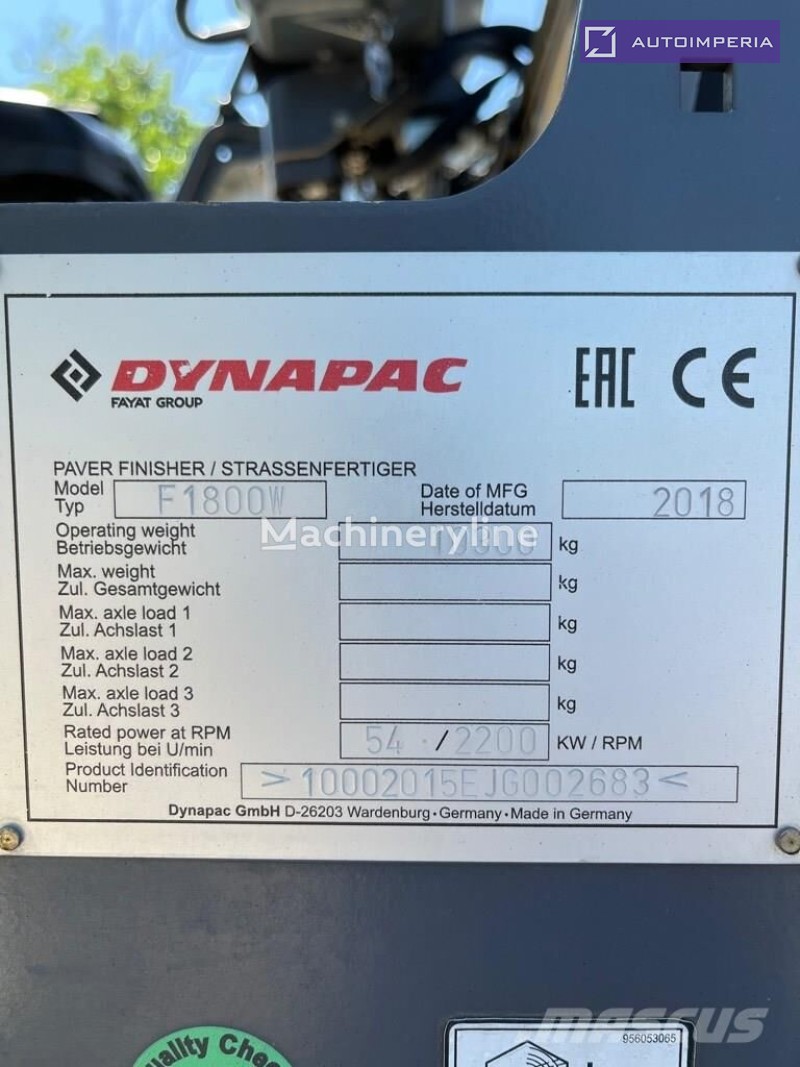 AUTOIMPERIA
DYNAPAC
FAYAT GROUP
EAC CE
PAVER FINISHER / STRASSENFERTIGER
Model
Typ
F1800W
Date of MFG
Herstelldatum
2018
Operating weight
Betriebsgewicht
kg
Machineryline
Max. weight
Zul. Gesamtgewicht
kg
Max. axle load 1
Zul. Achslast 1
kg
Max. axle load 2
Zul. Achslast 2
kg
Max. axle load 3
Zul. Achslast 3
kg
Rated power at RPM
Leistung bei U/min
54 / 2200 KW / RPM
Product Identification
Number
>10002015EJG002683<
Dynapac GmbH D-26203 Wardenburg • Germany • Made in Germany
Quality
MASCUS
956053065